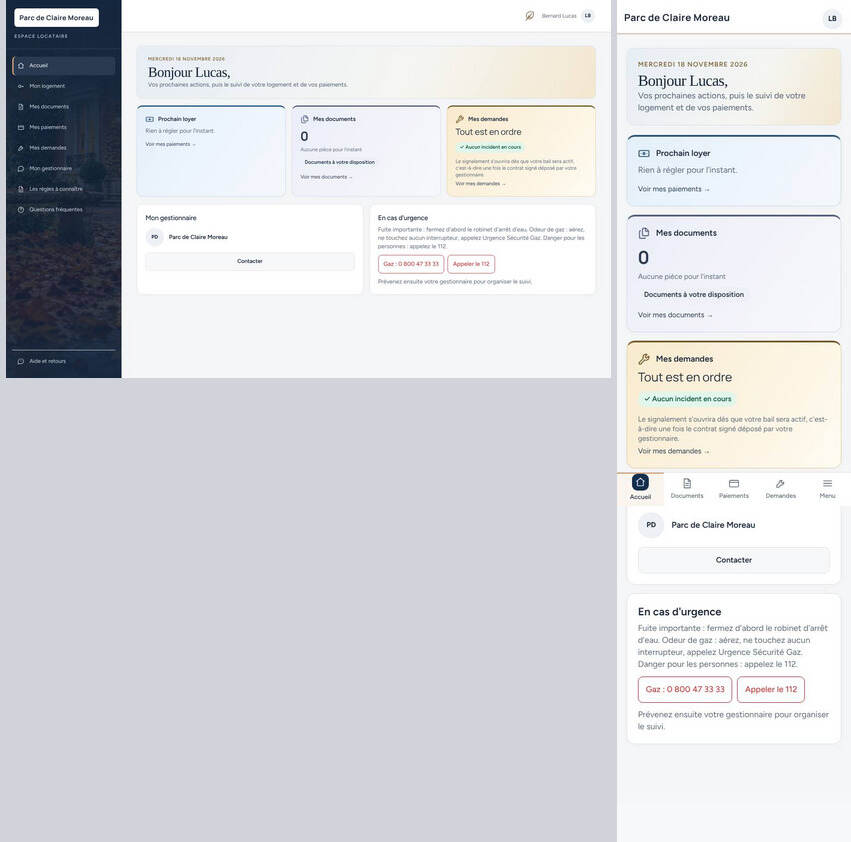 Parc de Claire Moreau
ESPACE LOCATAIRE
Accueil
Mon logement
Mes documents
Mes paiements
Mes demandes
Mon gestionnaire
Les règles à connaître
Questions fréquentes
Aide et retours
Bernard Lucas
LB
MERCREDI 18 NOVEMBRE 2026
Bonjour Lucas,
Vos prochaines actions, puis le suivi de votre logement et de vos paiements.
Prochain loyer
Rien à régler pour l'instant.
Voir mes paiements →
Mes documents
0
Aucune pièce pour l'instant
Documents à votre disposition
Voir mes documents →
Mes demandes
Tout est en ordre
✓ Aucun incident en cours
Le signalement s'ouvrira dès que votre bail sera actif,
c'est-à-dire une fois le contrat signé déposé par votre
gestionnaire.
Voir mes demandes →
Mon gestionnaire
PD
Parc de Claire Moreau
Contacter
En cas d'urgence
Fuite importante : fermez d'abord le robinet d'arrêt d'eau. Odeur de gaz : aérez,
ne touchez aucun interrupteur, appelez Urgence Sécurité Gaz. Danger pour les
personnes : appelez le 112.
Gaz : 0 800 47 33 33
Appeler le 112
Prévenez ensuite votre gestionnaire pour organiser le suivi.
Parc de Claire Moreau
LB
MERCREDI 18 NOVEMBRE 2026
Bonjour Lucas,
Vos prochaines actions, puis le suivi de votre
logement et de vos paiements.
Prochain loyer
Rien à régler pour l'instant.
Voir mes paiements →
Mes documents
0
Aucune pièce pour l'instant
Documents à votre disposition
Voir mes documents →
Mes demandes
Tout est en ordre
✓ Aucun incident en cours
Le signalement s'ouvrira dès que votre bail sera actif, c'est-
à-dire une fois le contrat signé déposé par votre
gestionnaire.
Voir mes demandes →
Accueil
Documents
Paiements
Demandes
Menu
PD
Parc de Claire Moreau
Contacter
En cas d'urgence
Fuite importante : fermez d'abord le robinet d'arrêt
d'eau. Odeur de gaz : aérez, ne touchez aucun
interrupteur, appelez Urgence Sécurité Gaz.
Danger pour les personnes : appelez le 112.
Gaz : 0 800 47 33 33
Appeler le 112
Prévenez ensuite votre gestionnaire pour organiser
le suivi.